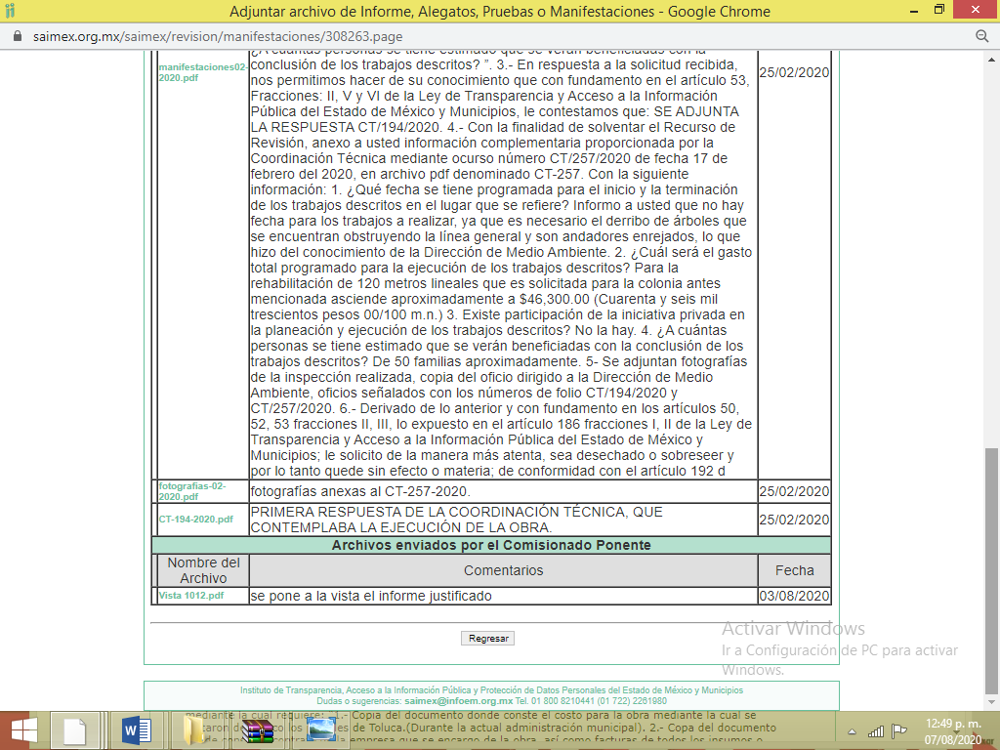 Adjuntar archivo de Informe, Alegatos, Pruebas o Manifestaciones - Google Chrome
saimex.org.mx/saimex/revision/manifestaciones/308263.page
¿A cuántas personas se tiene estimado que se verán beneficiadas con la
manifestaciones02-2020.pdf
conclusión de los trabajos descritos? ”. 3.- En respuesta a la solicitud recibida,
25/02/2020
nos permitimos hacer de su conocimiento que con fundamento en el artículo 53,
Fracciones: II, V y VI de la Ley de Transparencia y Acceso a la Información
Pública del Estado de México y Municipios, le contestamos que: SE ADJUNTA
LA RESPUESTA CT/194/2020. 4.- Con la finalidad de solventar el Recurso de
Revisión, anexo a usted información complementaria proporcionada por la
Coordinación Técnica mediante ocurso número CT/257/2020 de fecha 17 de
febrero del 2020, en archivo pdf denominado CT-257. Con la siguiente
información: 1. ¿Qué fecha se tiene programada para el inicio y la terminación
de los trabajos descritos en el lugar que se refiere? Informo a usted que no hay
fecha para los trabajos a realizar, ya que es necesario el derribo de árboles que
se encuentran obstruyendo la línea general y son andadores enrejados, lo que
hizo del conocimiento de la Dirección de Medio Ambiente. 2. ¿Cuál será el gasto
total programado para la ejecución de los trabajos descritos? Para la
rehabilitación de 120 metros lineales que es solicitada para la colonia antes
mencionada asciende aproximadamente a $46,300.00 (Cuarenta y seis mil
trescientos pesos 00/100 m.n.) 3. Existe participación de la iniciativa privada en
la planeación y ejecución de los trabajos descritos? No la hay. 4. ¿A cuántas
personas se tiene estimado que se verán beneficiadas con la conclusión de los
trabajos descritos? De 50 familias aproximadamente. 5- Se adjuntan fotografías
de la inspección realizada, copia del oficio dirigido a la Dirección de Medio
Ambiente, oficios señalados con los números de folio CT/194/2020 y
CT/257/2020. 6.- Derivado de lo anterior y con fundamento en los artículos 50,
52, 53 fracciones II, III, lo expuesto en el artículo 186 fracciones I, II de la Ley de
Transparencia y Acceso a la Información Pública del Estado de México y
Municipios; le solicito de la manera más atenta, sea desechado o sobreseer y
por lo tanto quede sin efecto o materia; de conformidad con el artículo 192 d
fotografias-02-2020.pdf
fotografías anexas al CT-257-2020.
25/02/2020
CT-194-2020.pdf
PRIMERA RESPUESTA DE LA COORDINACIÓN TÉCNICA, QUE
CONTEMPLABA LA EJECUCIÓN DE LA OBRA.
25/02/2020
Archivos enviados por el Comisionado Ponente
Nombre del Archivo
Comentarios
Fecha
Vista 1012.pdf
se pone a la vista el informe justificado
03/08/2020
Regresar
Activar Windows
Ir a Configuración de PC para activar
Windows.
Instituto de Transparencia, Acceso a la Información Pública y Protección de Datos Personales del Estado de México y Municipios
Dudas o sugerencias: saimex@infoem.org.mx Tel. 01 800 8210441 (01 722) 2261980
mediante la cual requiere: 1.- Copia del documento donde conste el costo para la obra mediante la cual se
de Toluca.(Durante la actual administración municipal). 2.- Copa del documento
empresa que se encargo de la obra, así como facturas de todos los insumos o
12:49 p. m.
07/08/2020